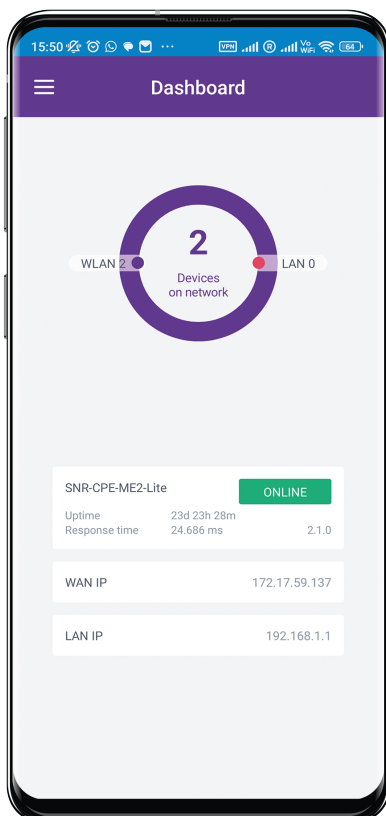 15:50 ... VPN R Vo WiFi 64
Dashboard
2
WLAN 2 LAN 0
Devices
on network
SNR-CPE-ME2-Lite ONLINE
Uptime 23d 23h 28m
Response time 24.686 ms 2.1.0
WAN IP 172.17.59.137
LAN IP 192.168.1.1